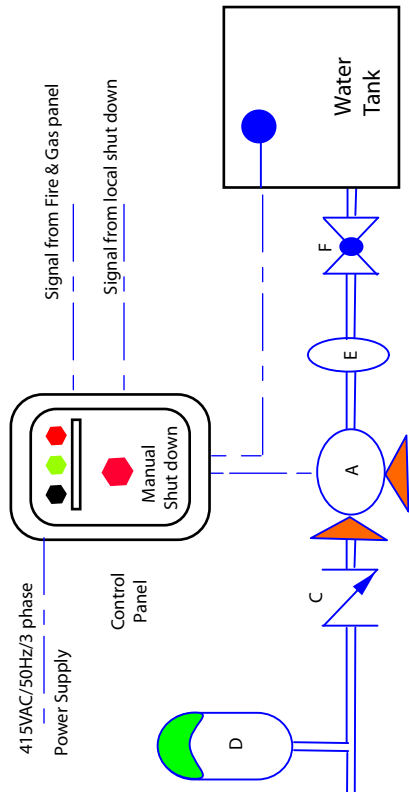 415VAC/50Hz/3 phase
Power Supply
Signal from Fire & Gas panel
Signal from local shut down
Manual
Shut down
Control
Panel
Water
Tank
D
C
A
E
F